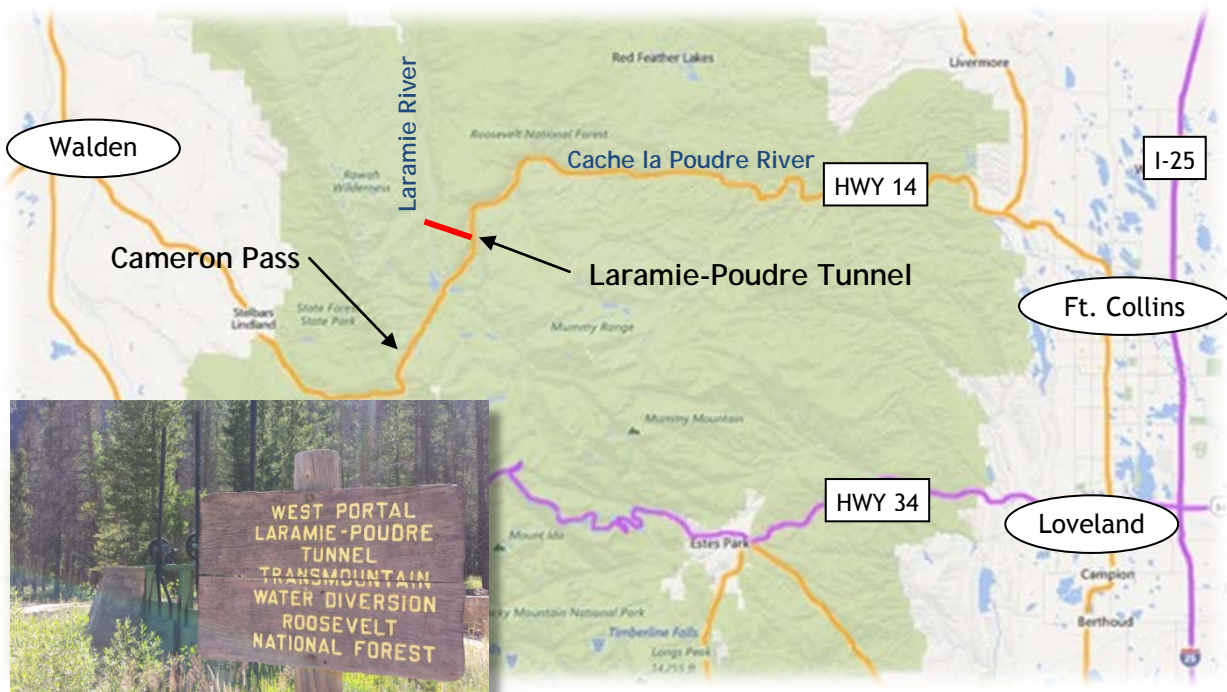 Red Feather Lakes
Livermore
Laramie River
Roosevelt National Forest
Walden
Cache la Poudre River
I-25
HWY 14
Rawah
Wilderness
Cameron Pass
Laramie-Poudre Tunnel
Ft. Collins
State Forest
State Park
Stelbars
Lindland
Mummy Range
Mummy Mountain
HWY 34
Loveland
Mount Ida
Estes Park
Campion
Berthoud
Rocky Mountain National Park
Timberline Falls
Longs Peak
14,255 ft
25
WEST PORTAL
LARAMIE-POUDRE
TUNNEL
TRANSMOUNTAIN
WATER DIVERSION
ROOSEVELT
NATIONAL FOREST